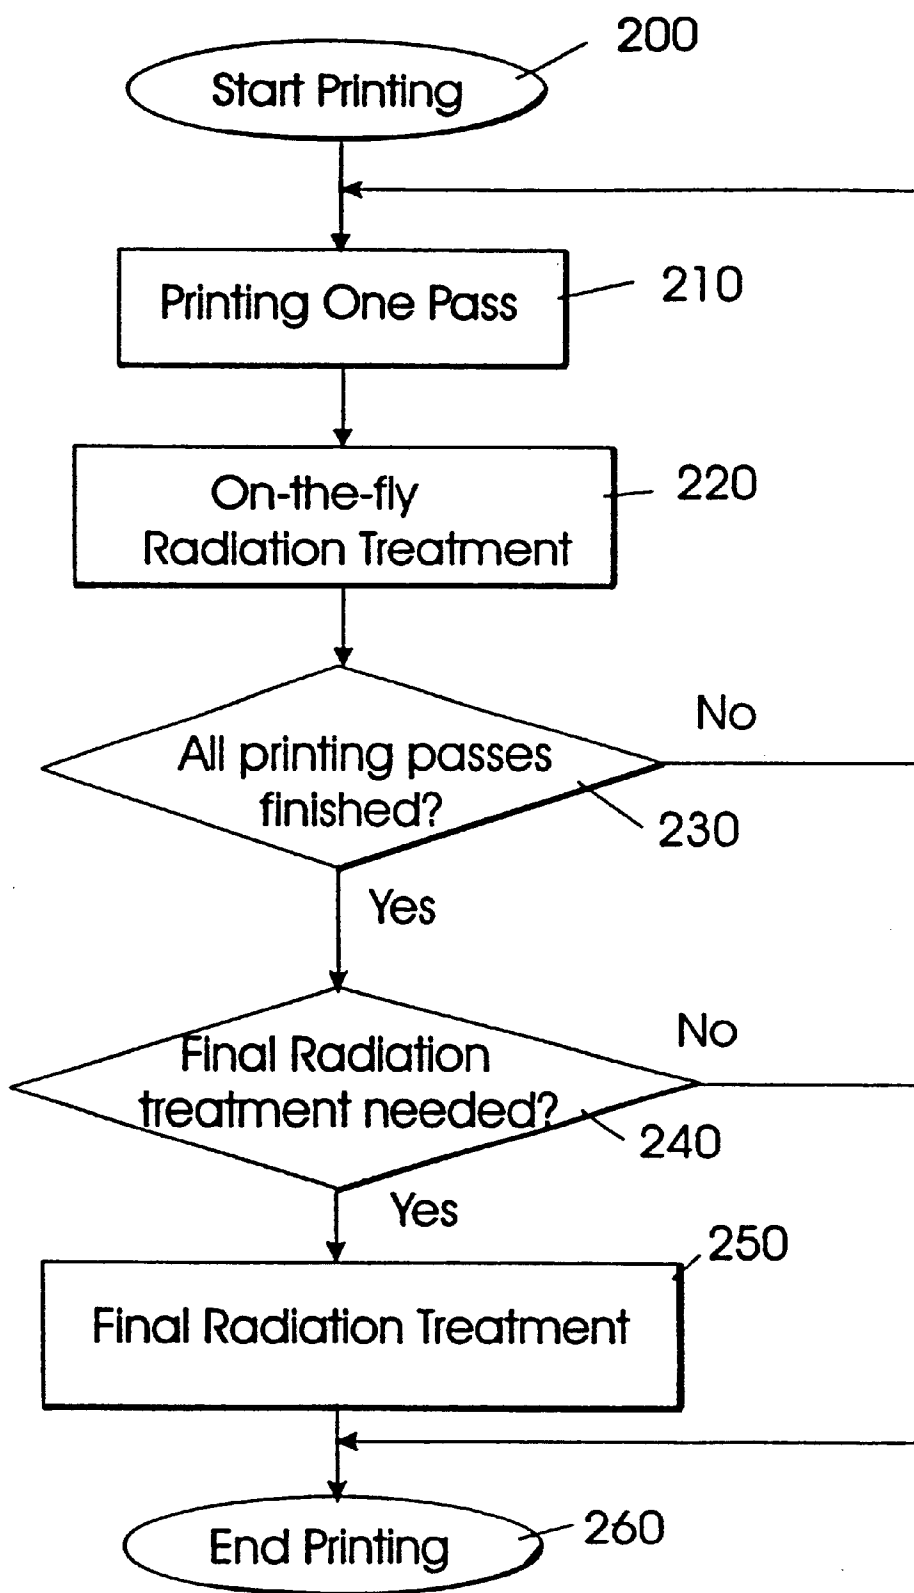 200
Start Printing
Printing One Pass
210
On-the-fly
Radiation Treatment
220
All printing passes
finished?
No
230
Yes
Final Radiation
treatment needed?
No
240
Yes
250
Final Radiation Treatment
End Printing
260